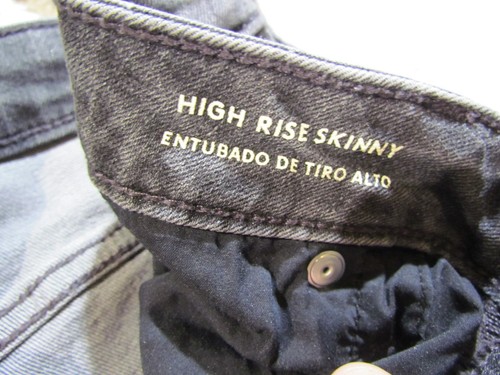 HIGH RISE SKINNY
ENTUBADO DE TIRO ALTO